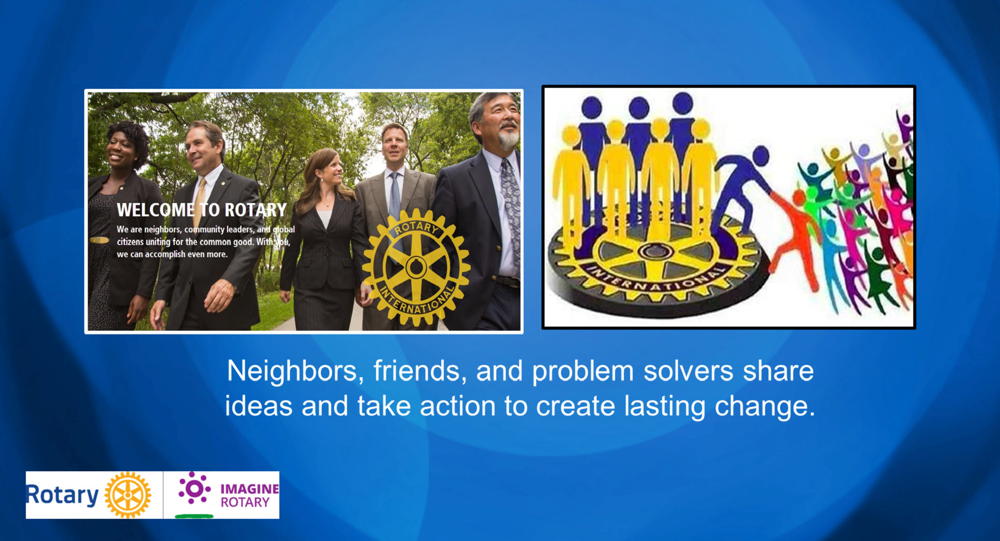 WELCOME TO ROTARY
We are neighbors, community leaders, and global
citizens uniting for the common good. With you,
we can accomplish even more.
ROTARY
INTERNATIONAL
INTERNATIONAL
Neighbors, friends, and problem solvers share
ideas and take action to create lasting change.
Rotary
IMAGINE
ROTARY